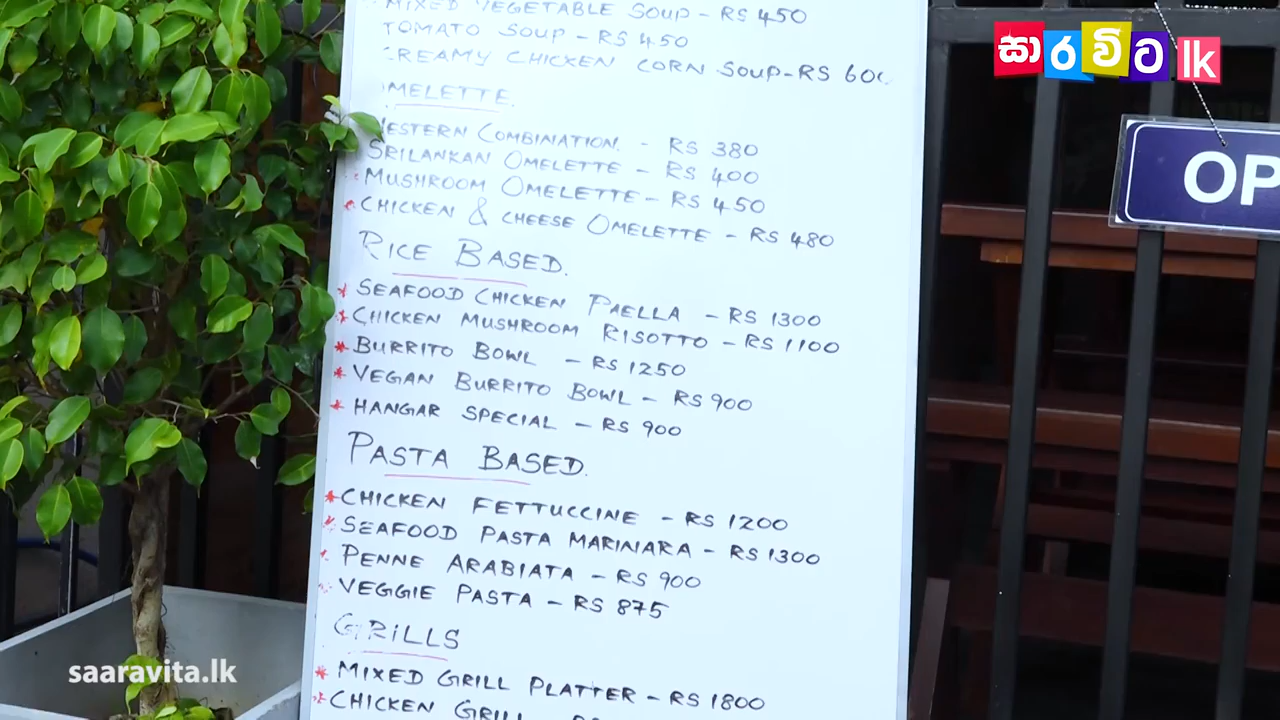 MIXED VEGETABLE SOUP - RS 450
TOMATO SOUP - RS 450
CREAMY CHICKEN CORN SOUP - RS 600
OMELETTE
WESTERN COMBINATION. - RS 380
SRILANKAN OMELETTE - RS 400
MUSHROOM OMELETTE - RS 450
* CHICKEN & CHEESE OMELETTE - RS 480
RICE BASED.
* SEAFOOD CHICKEN PAELLA - RS 1300
* CHICKEN MUSHROOM RISOTTO - RS 1100
* BURRITO BOWL - RS 1250
* VEGAN BURRITO BOWL - RS 900
* HANGAR SPECIAL - RS 900
PASTA BASED.
* CHICKEN FETTUCCINE - RS 1200
* SEAFOOD PASTA MARINARA - RS 1300
* PENNE ARABIATA - RS 900
* VEGGIE PASTA - RS 875
GRILLS
* MIXED GRILL PLATTER - RS 1800
* CHICKEN GRILL
සාරවිට lk
OP
saaravita.lk